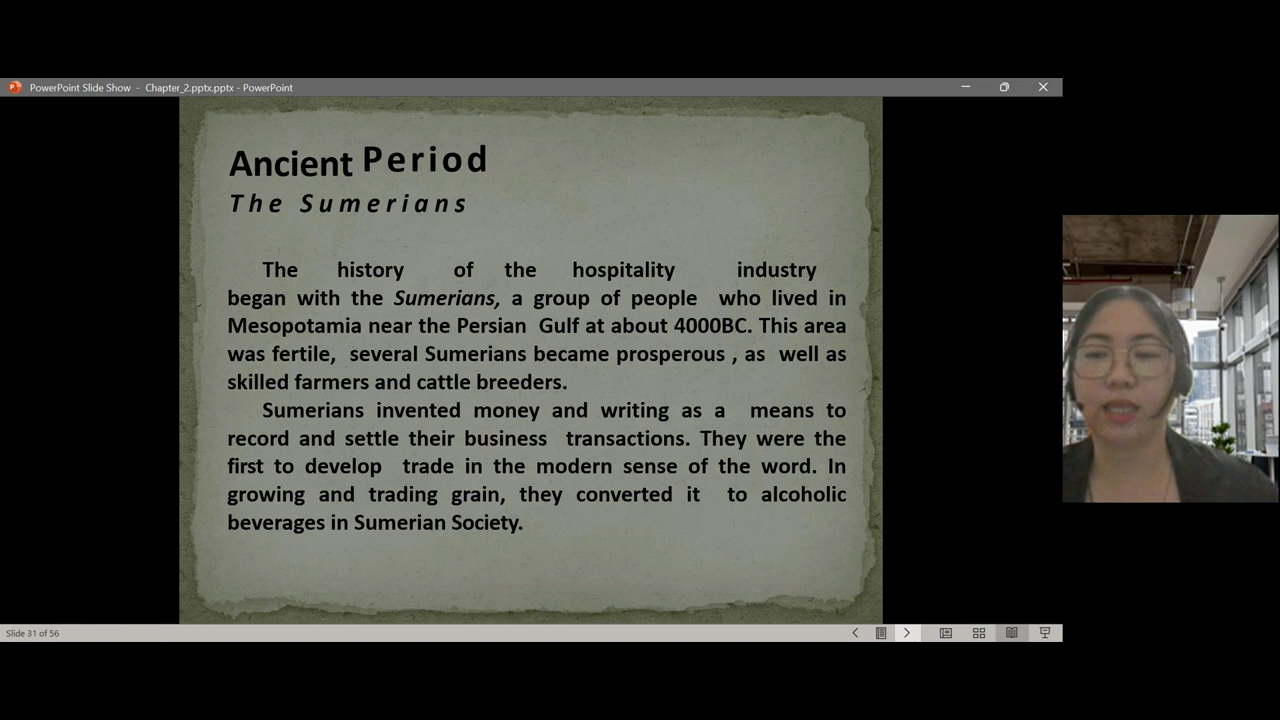 PowerPoint Slide Show - Chapter_2.pptx.pptx - PowerPoint
Ancient Period
The Sumerians
The history of the hospitality industry
began with the Sumerians, a group of people who lived in
Mesopotamia near the Persian Gulf at about 4000BC. This area
was fertile, several Sumerians became prosperous , as well as
skilled farmers and cattle breeders.
Sumerians invented money and writing as a means to
record and settle their business transactions. They were the
first to develop trade in the modern sense of the word. In
growing and trading grain, they converted it to alcoholic
beverages in Sumerian Society.
Slide 31 of 56